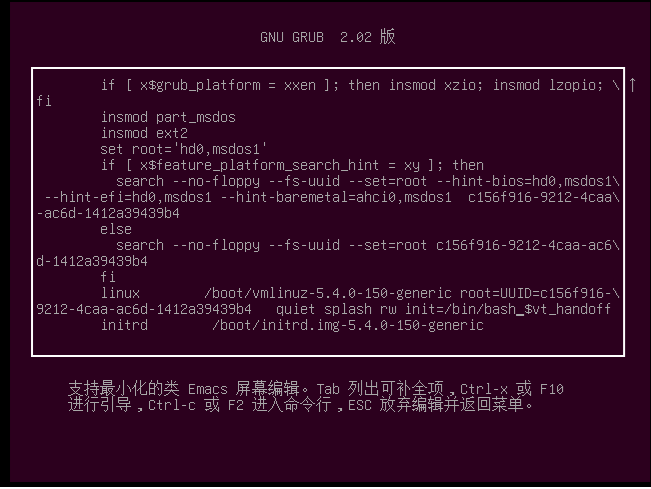 GNU GRUB  2.02 版
if [ x$grub_platform = xxen ]; then insmod xzio; insmod lzopio; \ ↑
fi
insmod part_msdos
insmod ext2
set root='hd0,msdos1'
if [ x$feature_platform_search_hint = xy ]; then
search --no-floppy --fs-uuid --set=root --hint-bios=hd0,msdos1\
--hint-efi=hd0,msdos1 --hint-baremetal=ahci0,msdos1  c156f916-9212-4caa\
-ac6d-1412a39439b4
else
search --no-floppy --fs-uuid --set=root c156f916-9212-4caa-ac6\
d-1412a39439b4
fi
linux        /boot/vmlinuz-5.4.0-150-generic root=UUID=c156f916-\
9212-4caa-ac6d-1412a39439b4   quiet splash rw init=/bin/bash_$vt_handoff
initrd        /boot/initrd.img-5.4.0-150-generic
支持最小化的类 Emacs 屏幕编辑。Tab 列出可补全项，Ctrl-x 或 F10
进行引导，Ctrl-c 或 F2 进入命令行，ESC 放弃编辑并返回菜单。